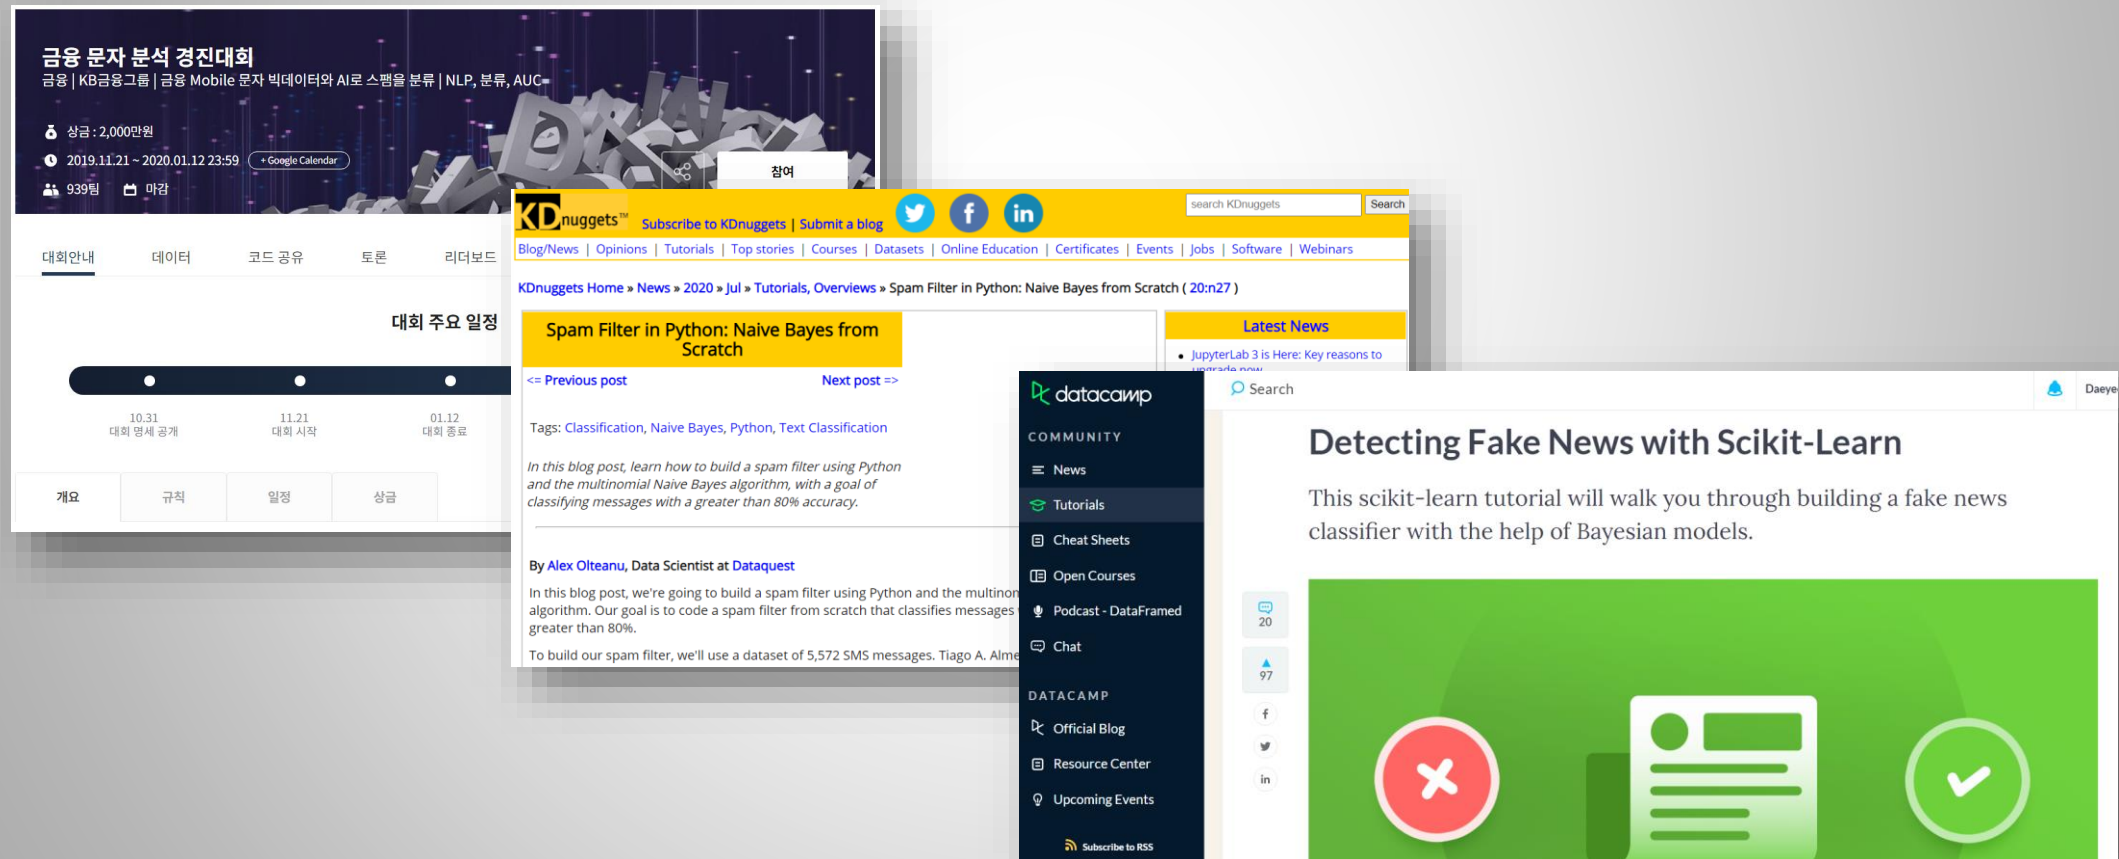 금융 문자 분석 경진대회
금융 | KB금융그룹 | 금융 Mobile 문자 빅데이터와 AI로 스팸을 분류 | NLP, 분류, AUC
상금 : 2,000만원
2019.11.21 ~ 2020.01.12 23:59 + Google Calendar
939팀 마감
참여
대회안내 데이터 코드 공유 토론 리더보드
대회 주요 일정
10.31 11.21 01.12
대회 명세 공개 대회 시작 대회 종료
개요 규칙 일정 상금
KDnuggets™ Subscribe to KDnuggets | Submit a blog
search KDnuggets Search
Blog/News | Opinions | Tutorials | Top stories | Courses | Datasets | Online Education | Certificates | Events | Jobs | Software | Webinars
KDnuggets Home » News » 2020 » Jul » Tutorials, Overviews » Spam Filter in Python: Naive Bayes from Scratch ( 20:n27 )
Spam Filter in Python: Naive Bayes from
Scratch
<= Previous post Next post =>
Tags: Classification, Naive Bayes, Python, Text Classification
In this blog post, learn how to build a spam filter using Python
and the multinomial Naive Bayes algorithm, with a goal of
classifying messages with a greater than 80% accuracy.
By Alex Olteanu, Data Scientist at Dataquest
In this blog post, we're going to build a spam filter using Python and the multinon
algorithm. Our goal is to code a spam filter from scratch that classifies messages
greater than 80%.
To build our spam filter, we'll use a dataset of 5,572 SMS messages. Tiago A. Alme
Latest News
JupyterLab 3 is Here: Key reasons to
upgrade now
datacamp
COMMUNITY
News
Tutorials
Cheat Sheets
Open Courses
Podcast - DataFramed
Chat
DATACAMP
Official Blog
Resource Center
Upcoming Events
Subscribe to RSS
Search
Daeye
Detecting Fake News with Scikit-Learn
This scikit-learn tutorial will walk you through building a fake news
classifier with the help of Bayesian models.
20
97